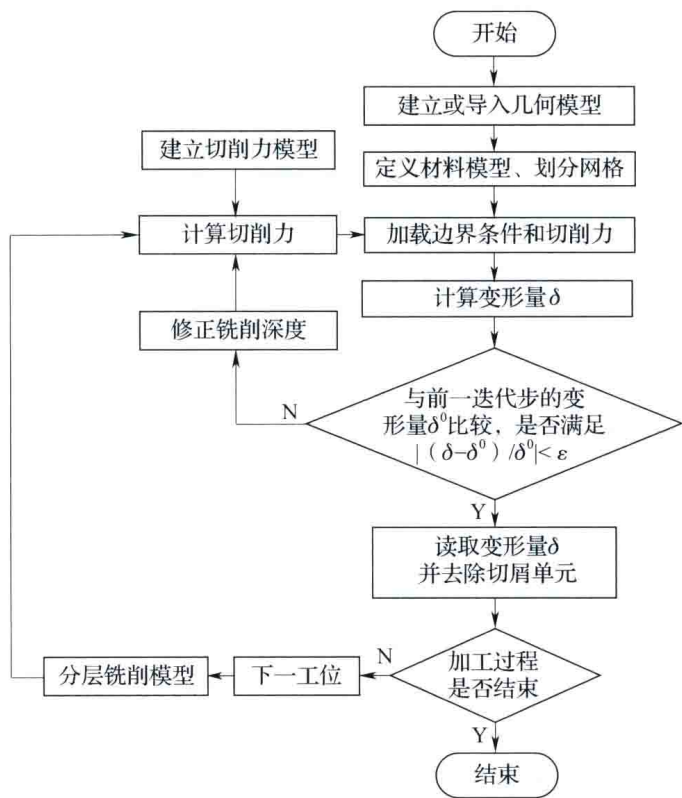 开始
建立或导入几何模型
建立切削力模型
定义材料模型、划分网格
计算切削力
加载边界条件和切削力
计算变形量δ
修正铣削深度
N
与前一迭代步的变
形量δ⁰比较，是否满足
|（δ-δ⁰）/δ⁰|< ε
Y
读取变形量δ
并去除切屑单元
分层铣削模型
下一工位
N
加工过程
是否结束
Y
结束